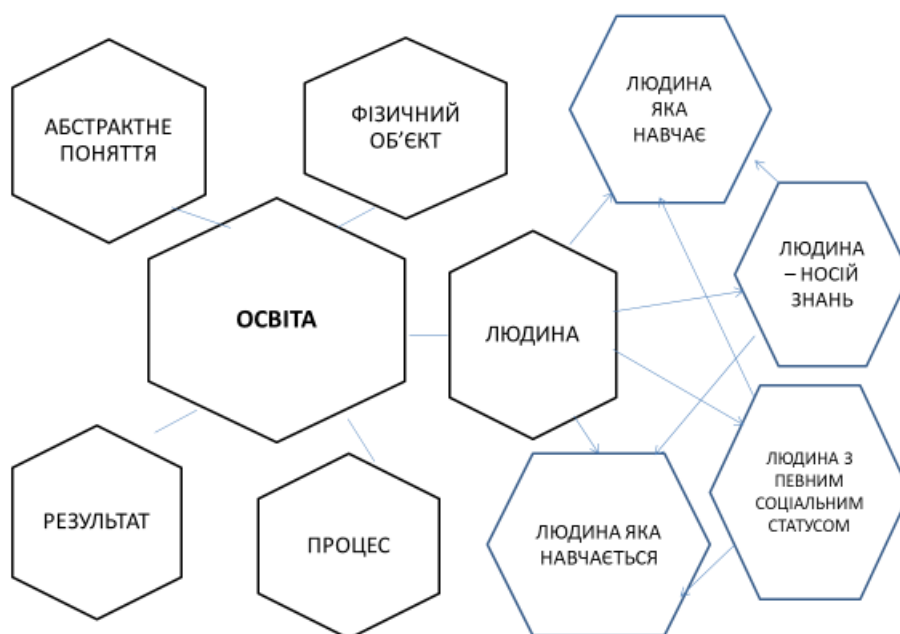 АБСТРАКТНЕ
ПОНЯТТЯ
ФІЗИЧНИЙ
ОБ’ЄКТ
ЛЮДИНА
ЯКА
НАВЧАЄ
ОСВІТА
ЛЮДИНА
ЛЮДИНА
– НОСІЙ
ЗНАНЬ
РЕЗУЛЬТАТ
ПРОЦЕС
ЛЮДИНА ЯКА
НАВЧАЄТЬСЯ
ЛЮДИНА З
ПЕВНИМ
СОЦІАЛЬНИМ
СТАТУСОМ